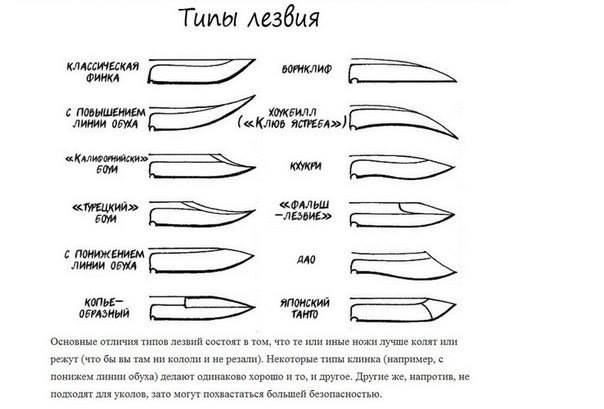 Типы лезвия
КЛАССИЧЕСКАЯ
ФИНКА
С ПОВЫШЕНИЕМ
ЛИНИИ ОБУХА
«КАЛИФОРНИЙСКИ»
БОУИ
«ТУРЕЦКИЙ»
БОУИ
С ПОНИЖЕНИЕМ
ЛИНИИ ОБУХА
КОПЬЕ-
ОБРАЗНЫЙ
ВОРНКЛИФ
ХОУКБИЛЛ
(«КЛЮВ ЯСТРЕБА»)
КХУКРИ
«ФАЛЬШ
-ЛЕЗВИЕ»
ДАО
ЯПОНСКИЙ
ТАНТО
Основные отличия типов лезвий состоят в том, что те или иные ножи лучше колят или
режут (что бы вы там ни кололи и не резали). Некоторые типы клинка (например, с
понижем линии обуха) делают одинаково хорошо и то, и другое. Другие же, напротив, не
подходят для уколов, зато могут похвастаться большей безопасностью.